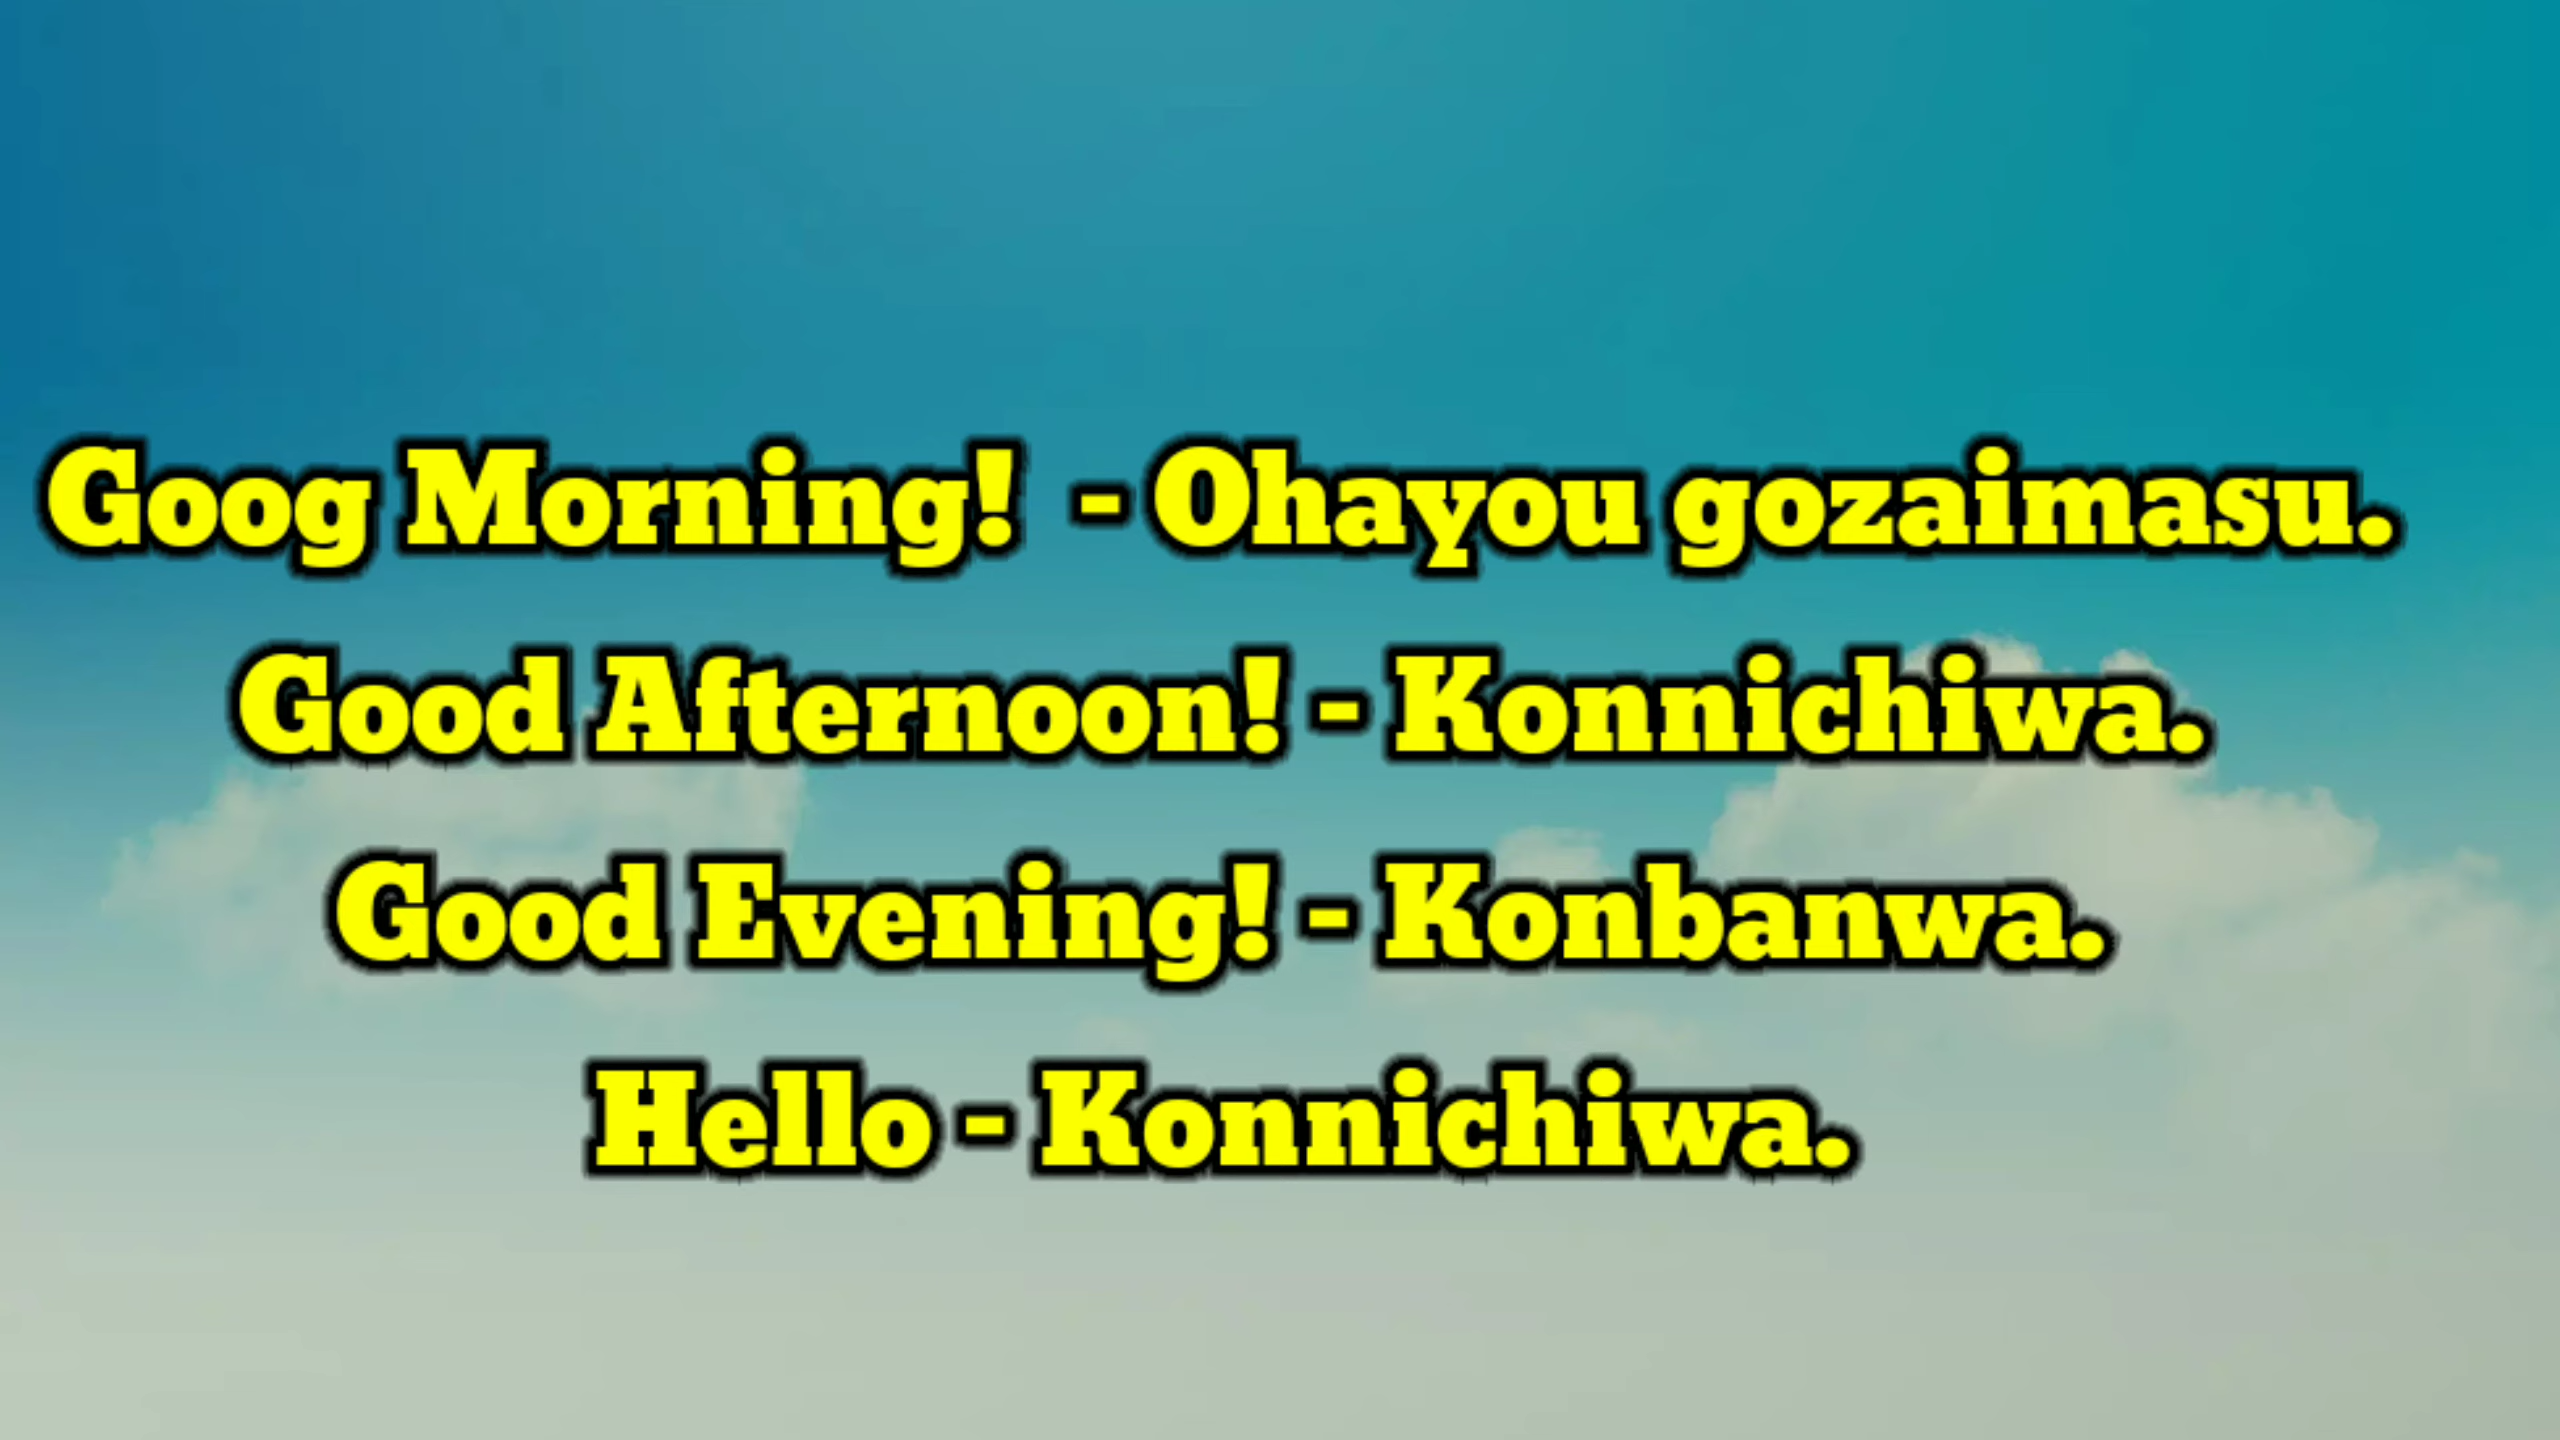 Goog Morning!  - Ohayou gozaimasu.
Good Afternoon! - Konnichiwa.
Good Evening! - Konbanwa.
Hello - Konnichiwa.